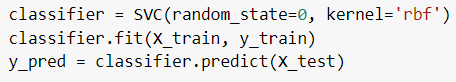 classifier = SVC(random_state=0, kernel='rbf')
classifier.fit(X_train, y_train)
y_pred = classifier.predict(X_test)